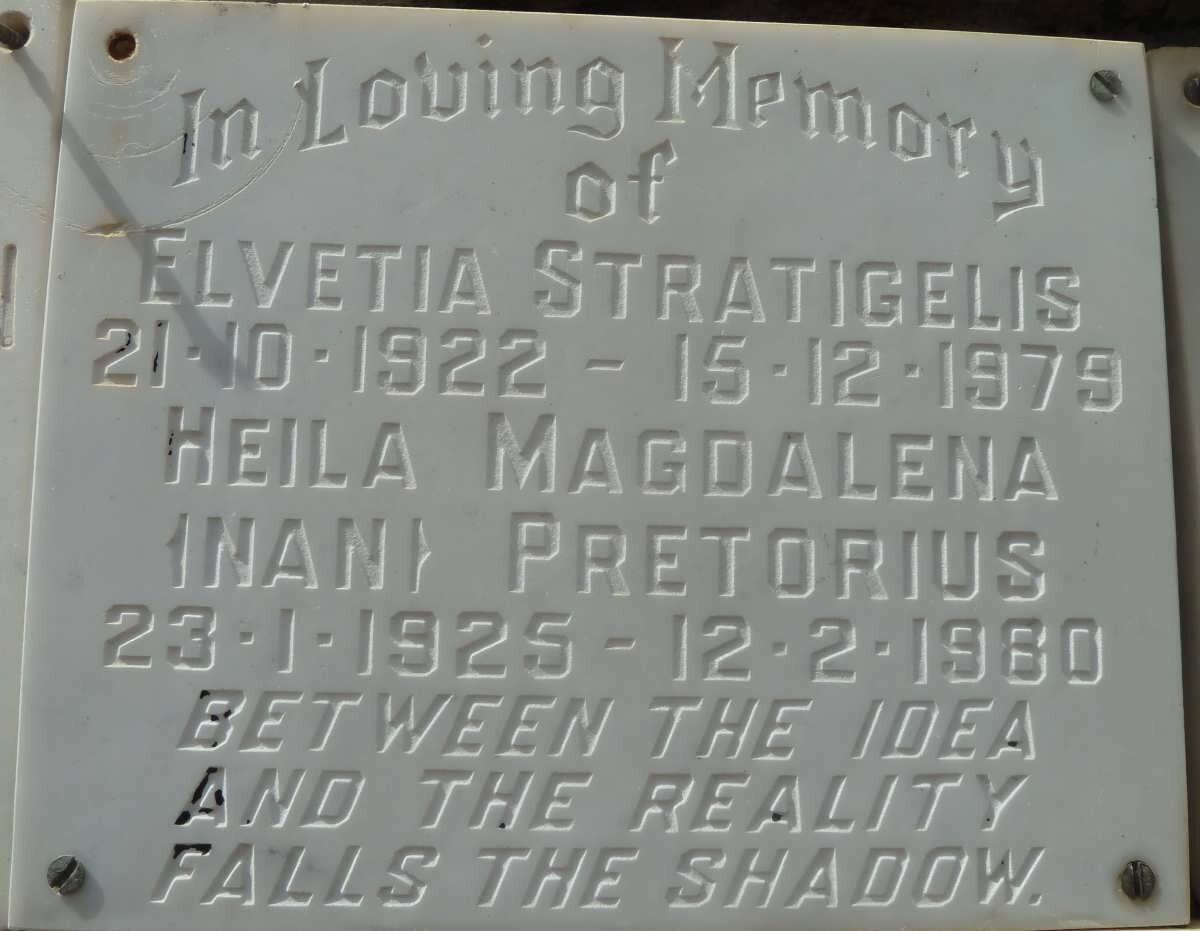 In Loving Memory
of
ELVETIA STRATIGELIS
21·10·1922 – 15·12·1979
HEILA MAGDALENA
{NAN} PRETORIUS
23·1·1925 – 12·2·1980
BETWEEN THE IDEA
AND THE REALITY
FALLS THE SHADOW.